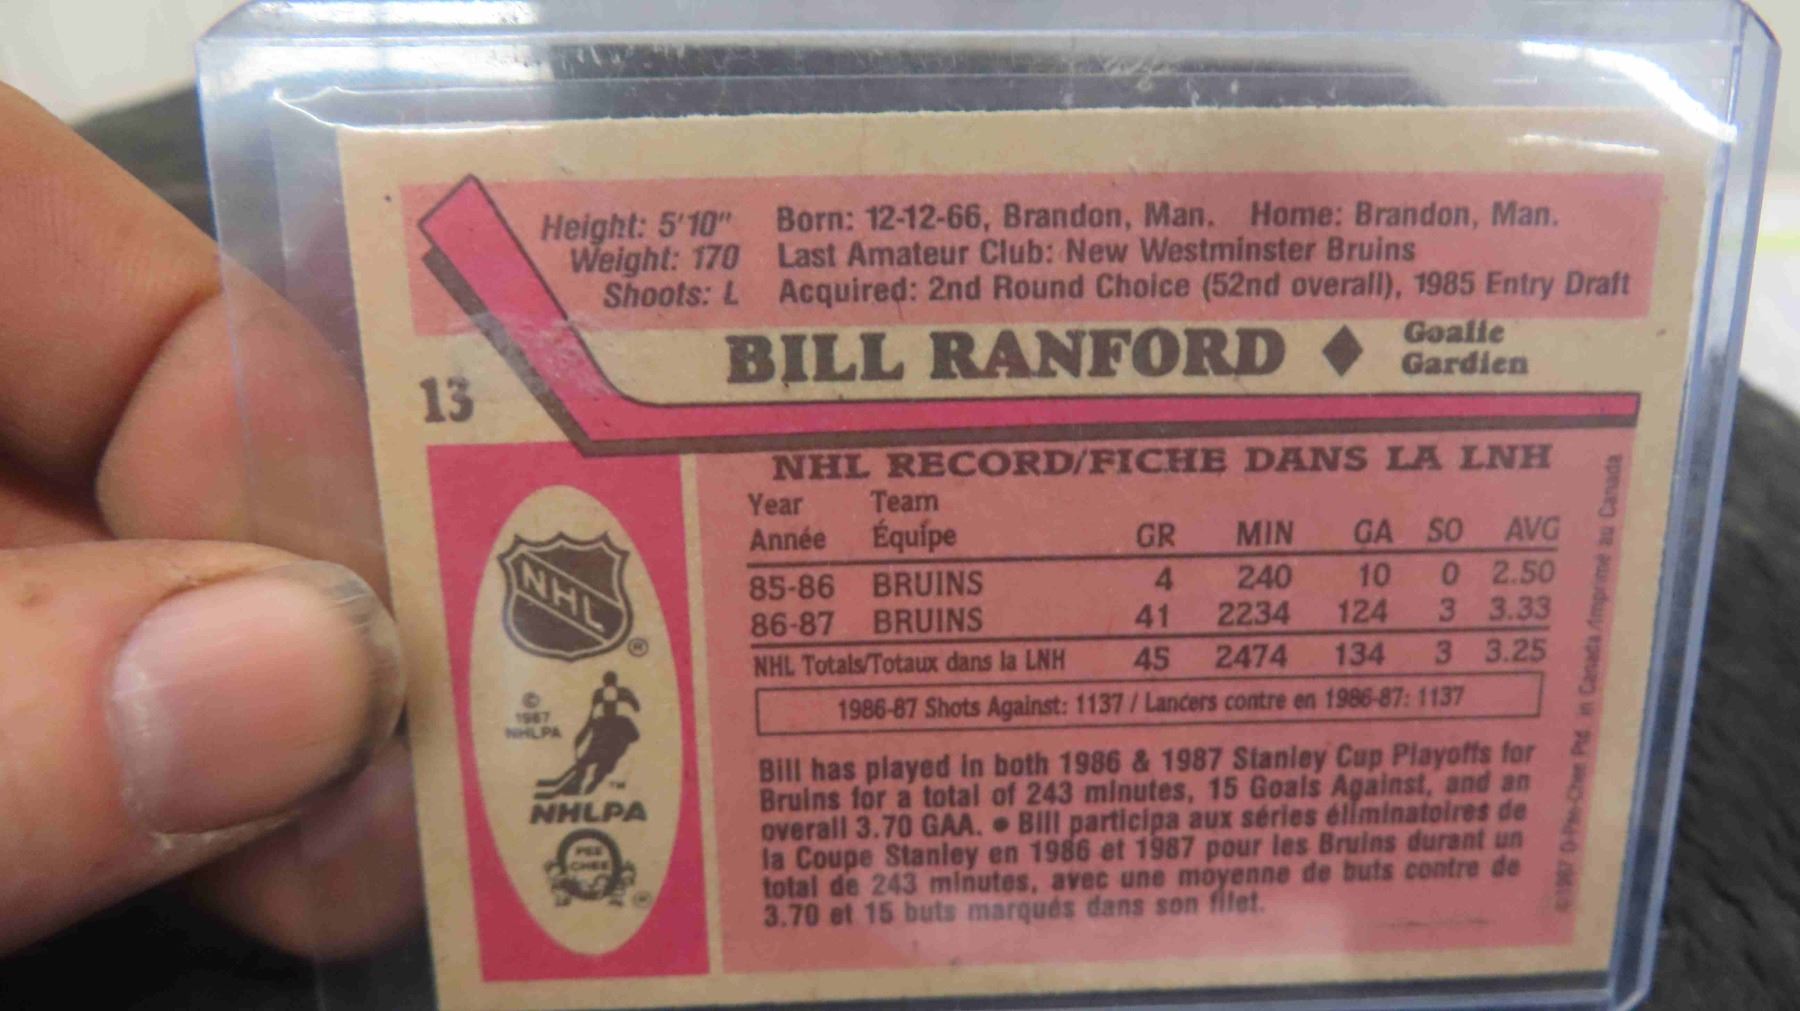 Height: 5'10" Born: 12-12-66, Brandon, Man. Home: Brandon, Man.
Weight: 170 Last Amateur Club: New Westminster Bruins
Shoots: L Acquired: 2nd Round Choice (52nd overall), 1985 Entry Draft
BILL RANFORD ♦ Goalie
Gardien
13
NHL RECORD/FICHE DANS LA LNH
Year Team
Année Équipe GR MIN GA SO AVG
85-86 BRUINS 4 240 10 0 2.50
86-87 BRUINS 41 2234 124 3 3.33
NHL Totals/Totaux dans la LNH 45 2474 134 3 3.25
1986-87 Shots Against: 1137 / Lancers contre en 1986-87: 1137
Bill has played in both 1986 & 1987 Stanley Cup Playoffs for
Bruins for a total of 243 minutes, 15 Goals Against, and an
overall 3.70 GAA. ● Bill participa aux séries éliminatoires de
la Coupe Stanley en 1986 et 1987 pour les Bruins durant un
total de 243 minutes, avec une moyenne de buts contre de
3.70 et 15 buts marqués dans son filet.
NHL
®
©
1987
NHLPA
™
NHLPA
PEE
CHEE
®
©1987 O-Pee-Chee Ptd. in Canada/Imprimé au Canada